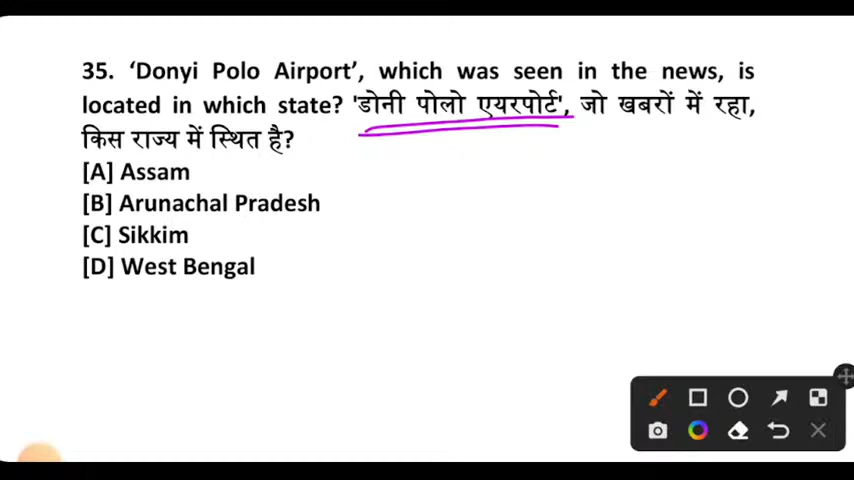 35. ‘Donyi Polo Airport’, which was seen in the news, is
located in which state? 'डोनी पोलो एयरपोर्ट', जो खबरों में रहा,
किस राज्य में स्थित है?
[A] Assam
[B] Arunachal Pradesh
[C] Sikkim
[D] West Bengal